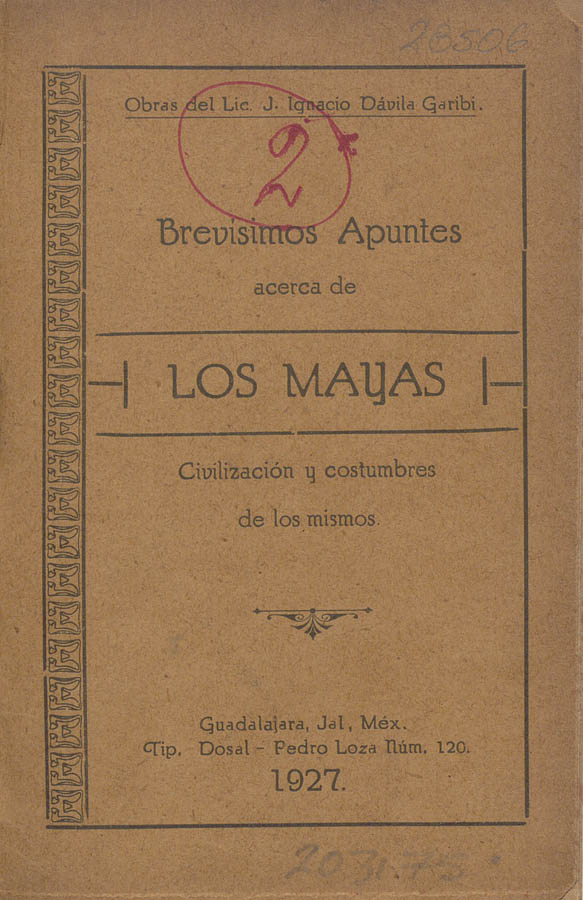 28506
Obras del Lic. J. Ignacio Dávila Garibi.
2
Brevísimos Apuntes
acerca de
LOS MAYAS
Civilización y costumbres
de los mismos.
Guadalajara, Jal, Méx.
Tip. Dosal - Pedro Loza Núm. 120.
1927.